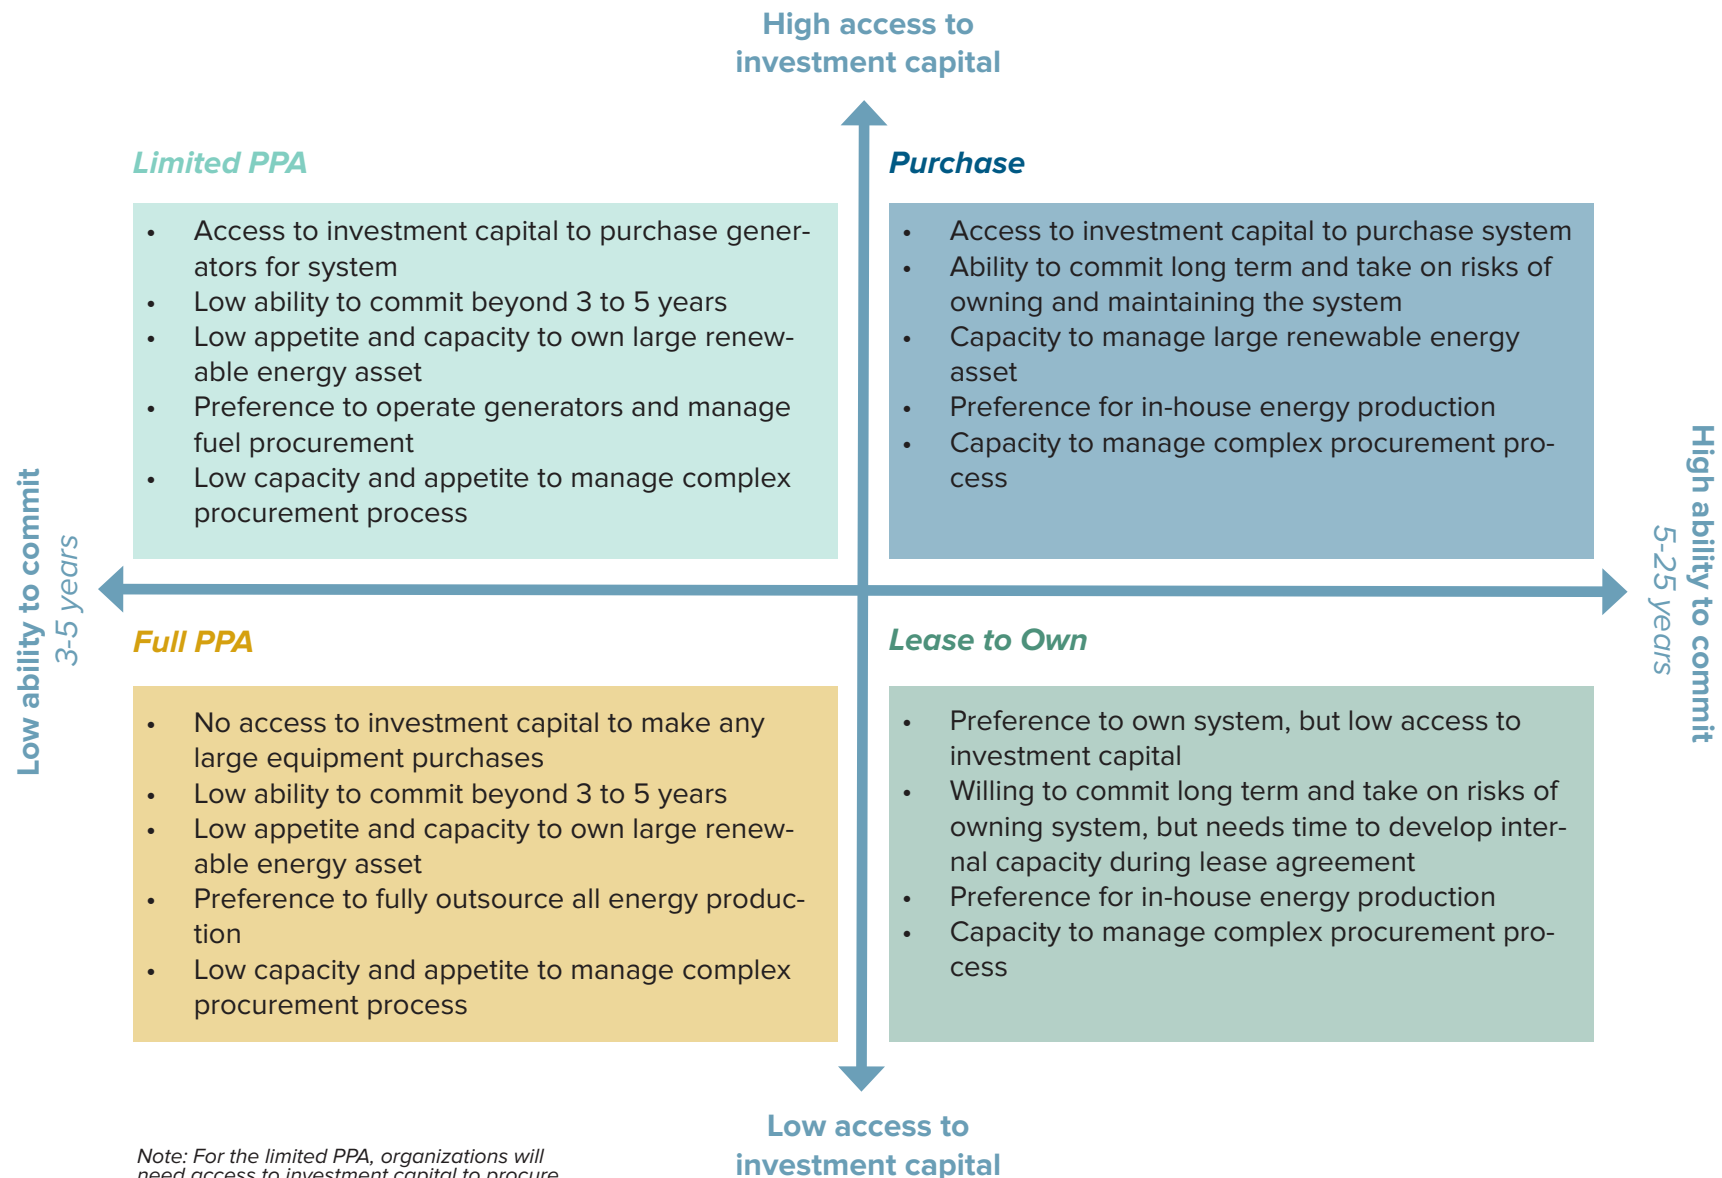 High access to
investment capital
Limited PPA
• Access to investment capital to purchase gener-
ators for system
• Low ability to commit beyond 3 to 5 years
• Low appetite and capacity to own large renew-
able energy asset
• Preference to operate generators and manage
fuel procurement
• Low capacity and appetite to manage complex
procurement process
Purchase
• Access to investment capital to purchase system
• Ability to commit long term and take on risks of
owning and maintaining the system
• Capacity to manage large renewable energy
asset
• Preference for in-house energy production
• Capacity to manage complex procurement pro-
cess
Low ability to commit
3-5 years
High ability to commit
5-25 years
Full PPA
• No access to investment capital to make any
large equipment purchases
• Low ability to commit beyond 3 to 5 years
• Low appetite and capacity to own large renew-
able energy asset
• Preference to fully outsource all energy produc-
tion
• Low capacity and appetite to manage complex
procurement process
Lease to Own
• Preference to own system, but low access to
investment capital
• Willing to commit long term and take on risks of
owning system, but needs time to develop inter-
nal capacity during lease agreement
• Preference for in-house energy production
• Capacity to manage complex procurement pro-
cess
Low access to
investment capital
Note: For the limited PPA, organizations will
need access to investment capital to procure